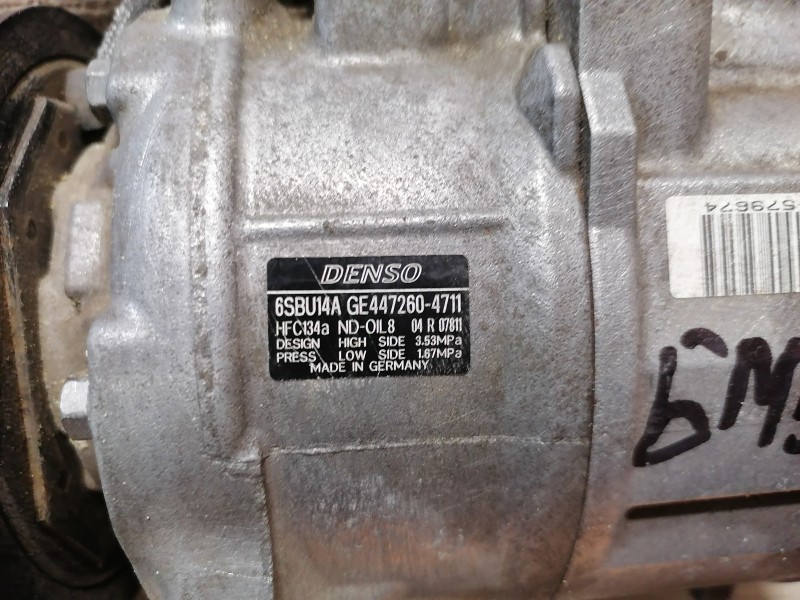 DENSO
6SBU14A GE447260-4711
HFC134a ND-OIL8 04 R 07811
DESIGN HIGH SIDE 3.53MPa
PRESS LOW SIDE 1.67MPa
MADE IN GERMANY
579674